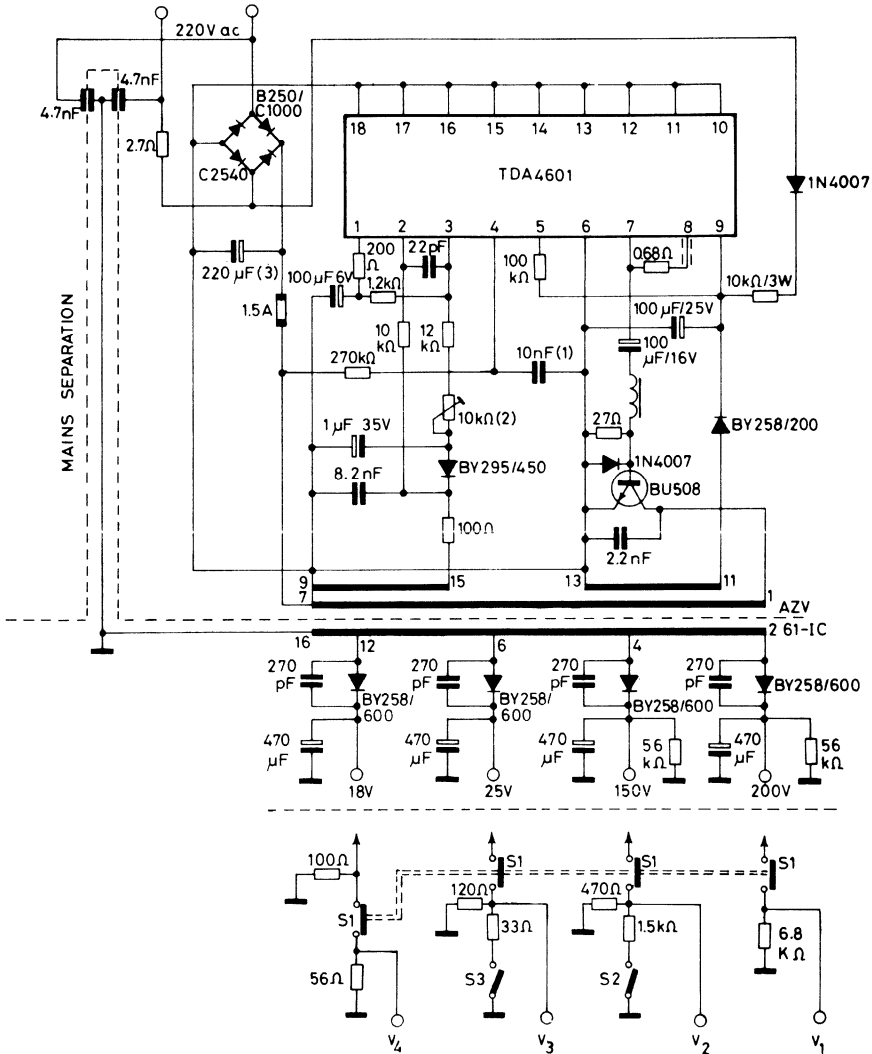 220V ac
4.7nF
4.7nF
B250/
C1000
2.7Ω
C2540
18 17 16 15 14 13 12 11 10
TDA4601
1 2 3 4 5 6 7 8 9
1N4007
22pF
200
Ω
100
kΩ
0.68Ω
220 µF(3)
100µF6V
1.2kΩ
10kΩ/3W
1.5A
100 µF/25V
10
kΩ
12
kΩ
10nF(1)
100
µF/16V
270kΩ
MAINS SEPARATION
10kΩ(2)
1µF 35V
27Ω
BY258/200
BY295/450
1N4007
8.2nF
BU508
100Ω
2.2nF
9 15 13 11
7 1
AZV
16 12 6 4 2 61-IC
270
pF
270
pF
270
pF
270
pF
BY258/
600
BY258/
600
BY258/600
BY258/600
470
µF
470
µF
470
µF
56
kΩ
470
µF
56
kΩ
18V 25V 150V 200V
100Ω
S1
S1
S1
S1
120Ω
470Ω
33Ω
1.5kΩ
6.8
KΩ
56Ω
S3
S2
V4 V3 V2 V1